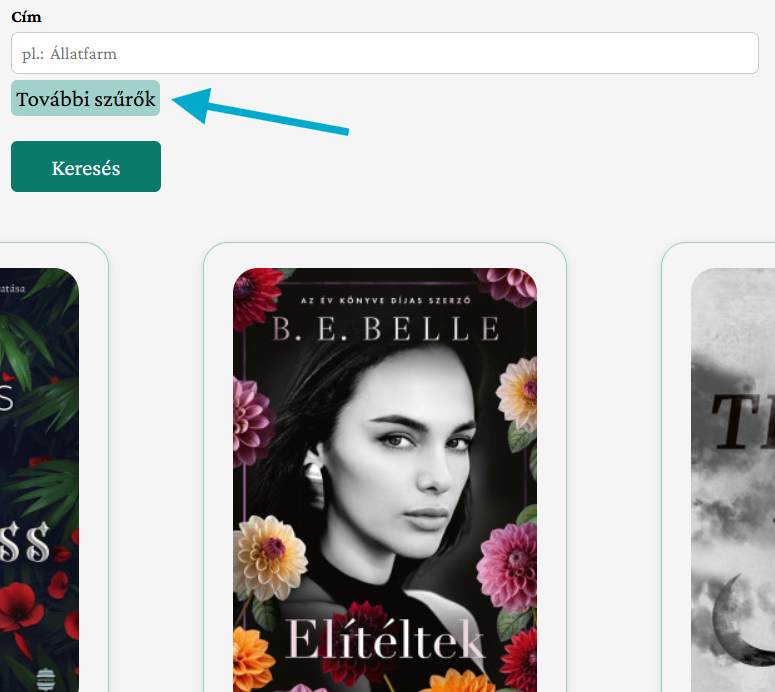 Cím
pl.: Állatfarm
További szűrők
Keresés
AZ ÉV KÖNYVE DÍJAS SZERZŐ
B. E. BELLE
Elítéltek